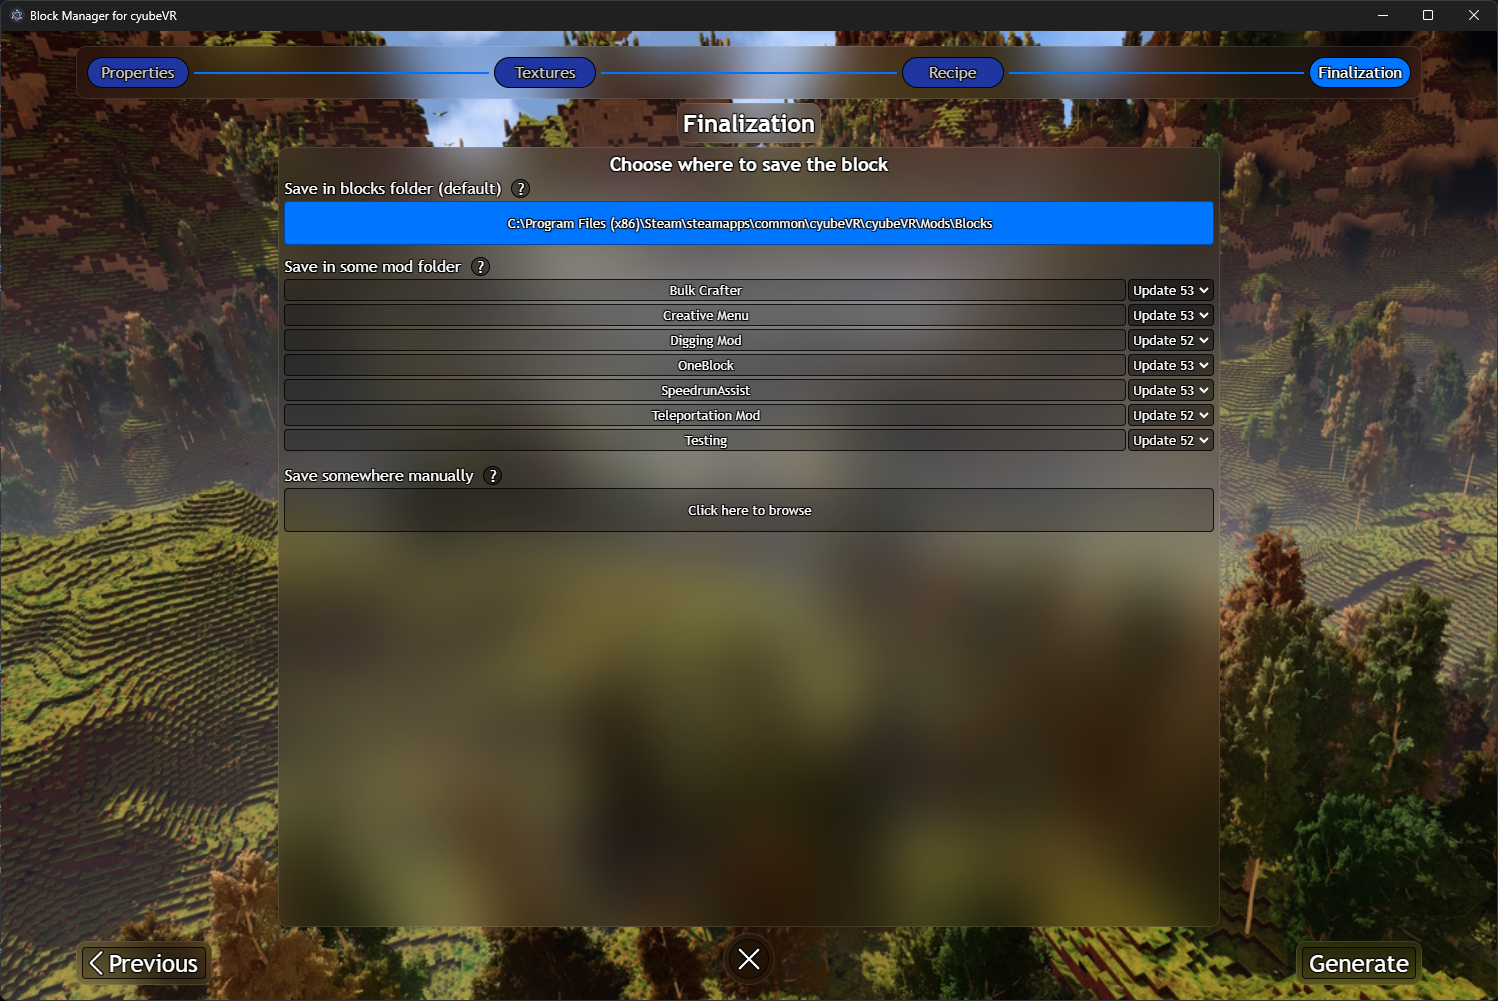 Block Manager for cyubeVR
Properties
Textures
Recipe
Finalization
Finalization
Choose where to save the block
Save in blocks folder (default) ?
C:\Program Files (x86)\Steam\steamapps\common\cyubeVR\cyubeVR\Mods\Blocks
Save in some mod folder ?
Bulk Crafter Update 53
Creative Menu Update 53
Digging Mod Update 52
OneBlock Update 53
SpeedrunAssist Update 53
Teleportation Mod Update 52
Testing Update 52
Save somewhere manually ?
Click here to browse
Previous
Generate